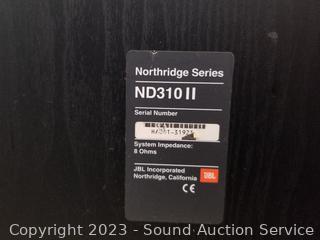 Northridge Series
ND310 II
Serial Number
System Impedance:
8 Ohms
JBL Incorporated
Northridge, California
JBL
CE
Copyright 2023 - Sound Auction Service